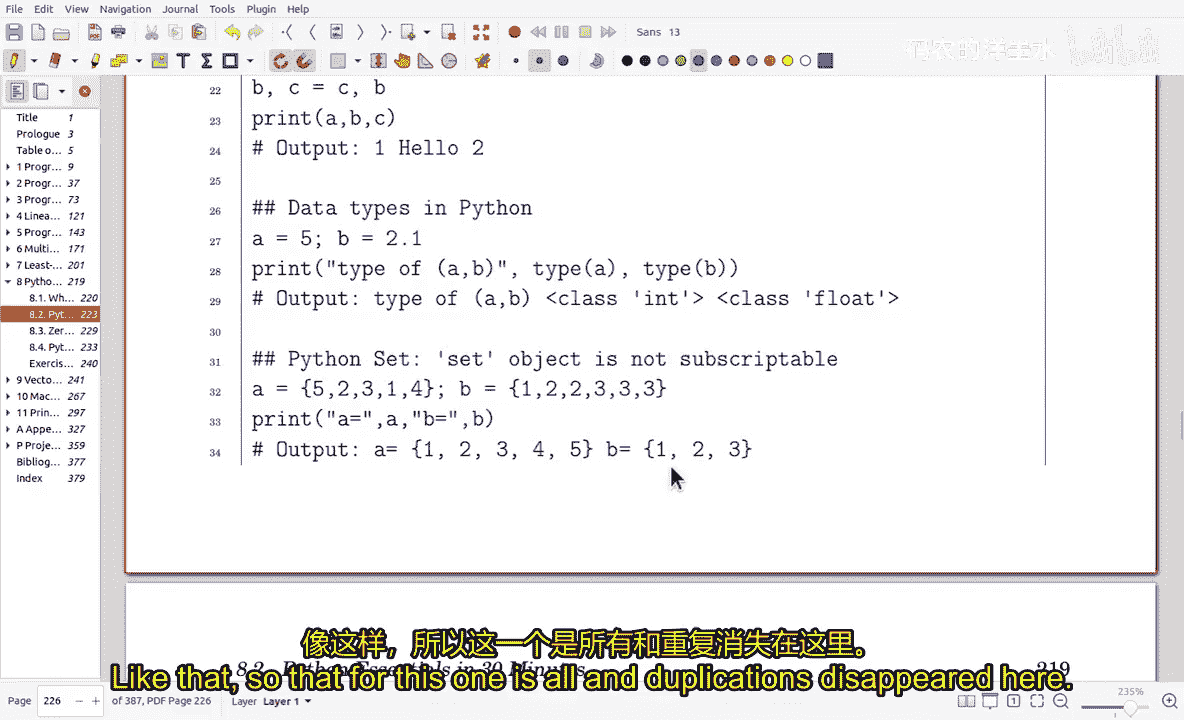 File Edit View Navigation Journal Tools Plugin Help
Sans 13
Title 1
Prologue 3
Table o... 5
1 Progr... 9
2 Progr... 37
3 Progr... 73
4 Linea... 121
5 Progr... 143
6 Multi... 171
7 Least-... 201
8 Pytho... 219
8.1. Wh... 220
8.2. Pyt... 223
8.3. Zer... 229
8.4. Pyt... 233
Exercis... 240
9 Vecto... 241
10 Mac... 267
11 Prin... 297
A Appe... 327
P Proje... 359
Bibliog... 377
Index 379
22 b, c = c, b
23 print(a,b,c)
24 # Output: 1 Hello 2
25
26 ## Data types in Python
27 a = 5; b = 2.1
28 print("type of (a,b)", type(a), type(b))
29 # Output: type of (a,b) <class 'int'> <class 'float'>
30
31 ## Python Set: 'set' object is not subscriptable
32 a = {5,2,3,1,4}; b = {1,2,2,3,3,3}
33 print("a=",a,"b=",b)
34 # Output: a= {1, 2, 3, 4, 5} b= {1, 2, 3}
像这样，所以这一个是所有和重复消失在这里。
8.2. Python Essentials in 30 Minutes 219
Like that, so that for this one is all and duplications disappeared here.
Page 226 of 387, PDF Page 226 Layer Layer 1 235%